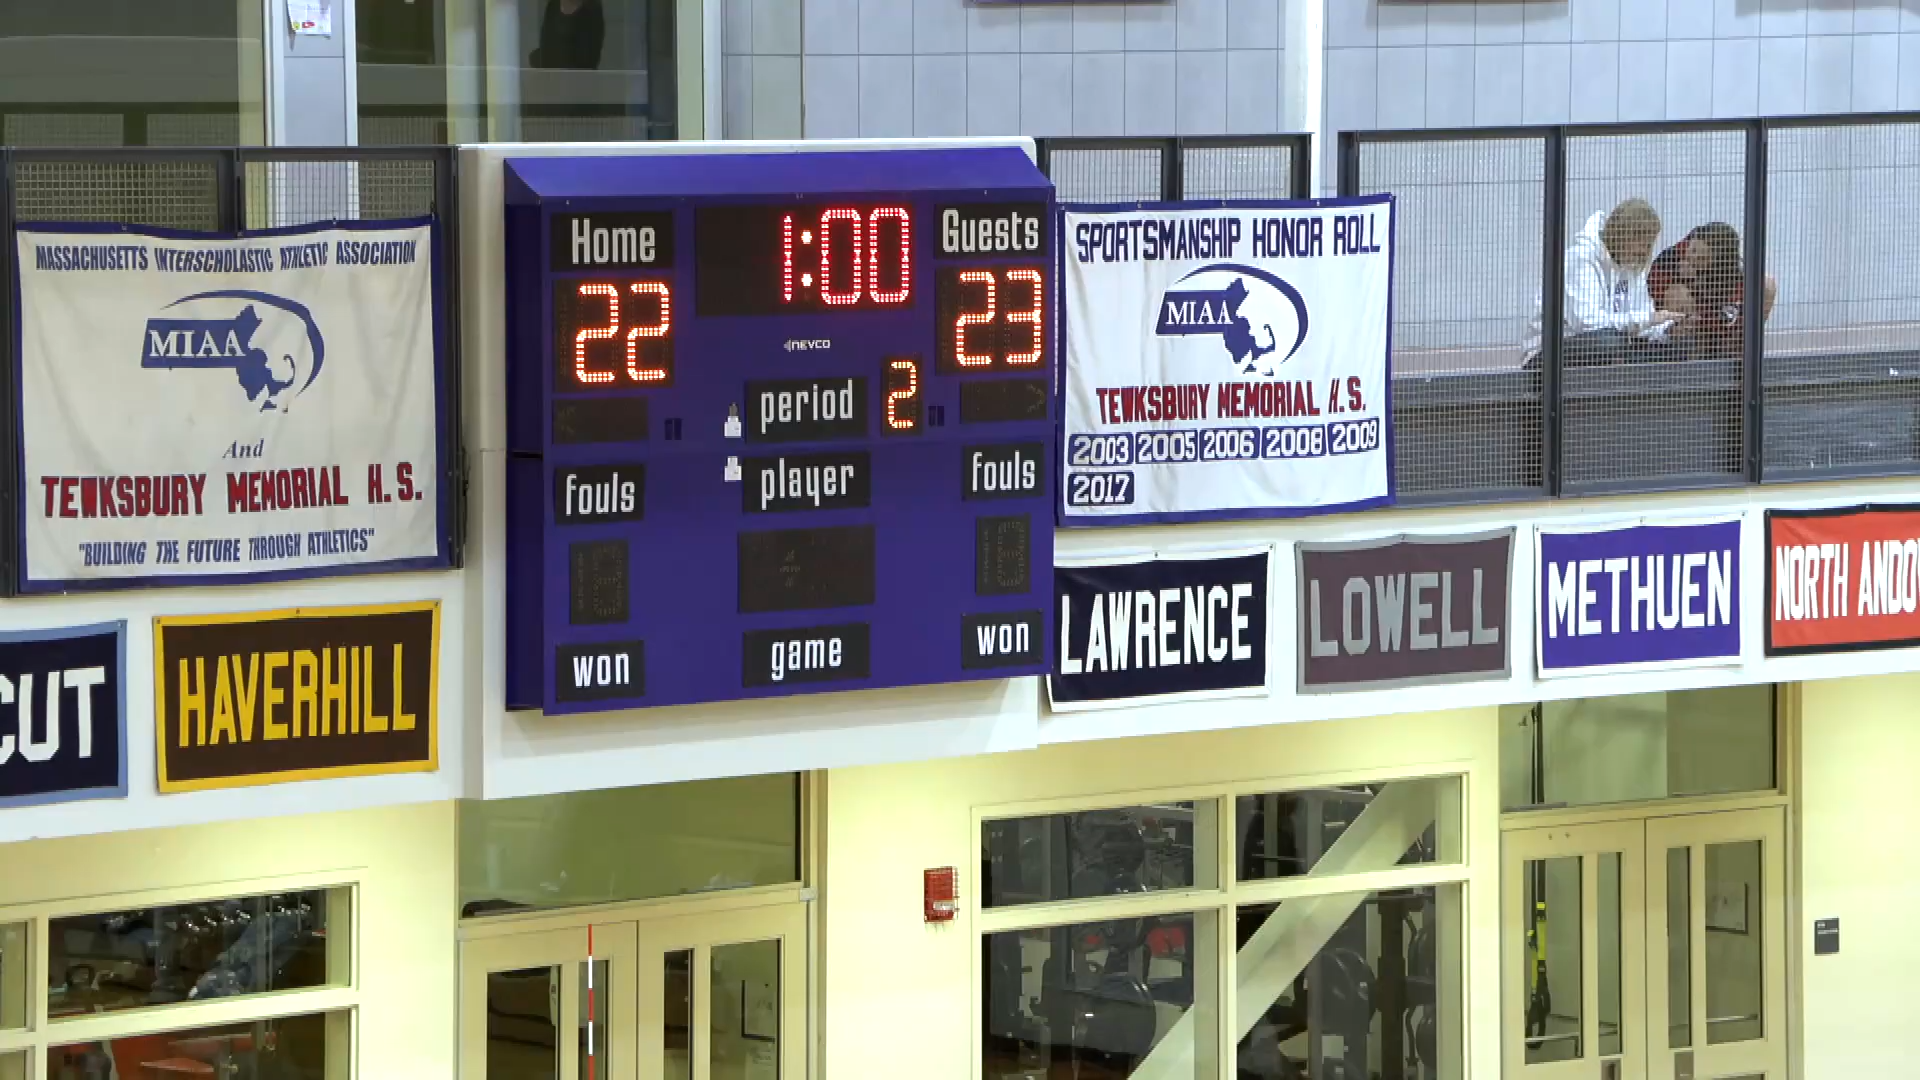 MASSACHUSETTS INTERSCHOLASTIC ATHLETIC ASSOCIATION
MIAA
And
TEWKSBURY MEMORIAL H.S.
"BUILDING THE FUTURE THROUGH ATHLETICS"
Home
1:00
Guests
22
23
NEVCO
period
2
fouls
player
fouls
won
game
won
SPORTSMANSHIP HONOR ROLL
MIAA
TEWKSBURY MEMORIAL H.S.
2003 2005 2006 2008 2009
2017
CUT
HAVERHILL
LAWRENCE
LOWELL
METHUEN
NORTH ANDO